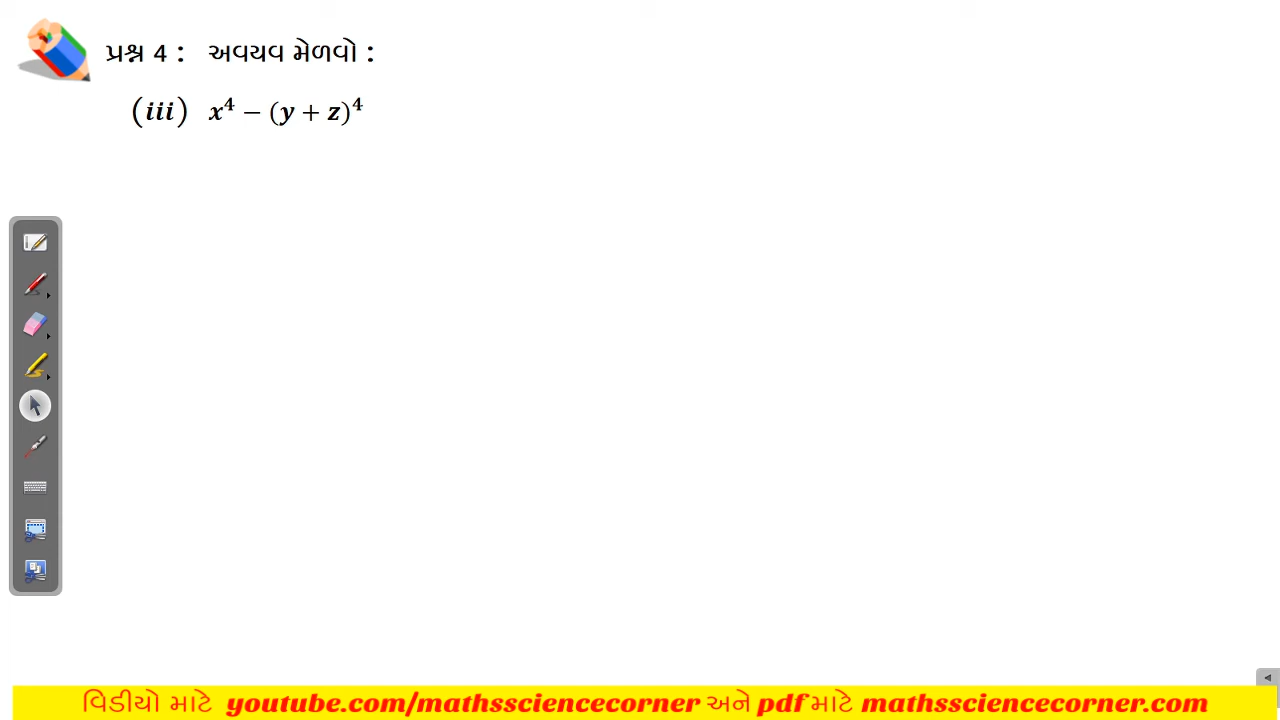 પ્રશ્ન 4 : અવયવ મેળવો :
(iii) x⁴ − (y + z)⁴
વિડીયો માટે youtube.com/mathssciencecorner અને pdf માટે mathssciencecorner.com